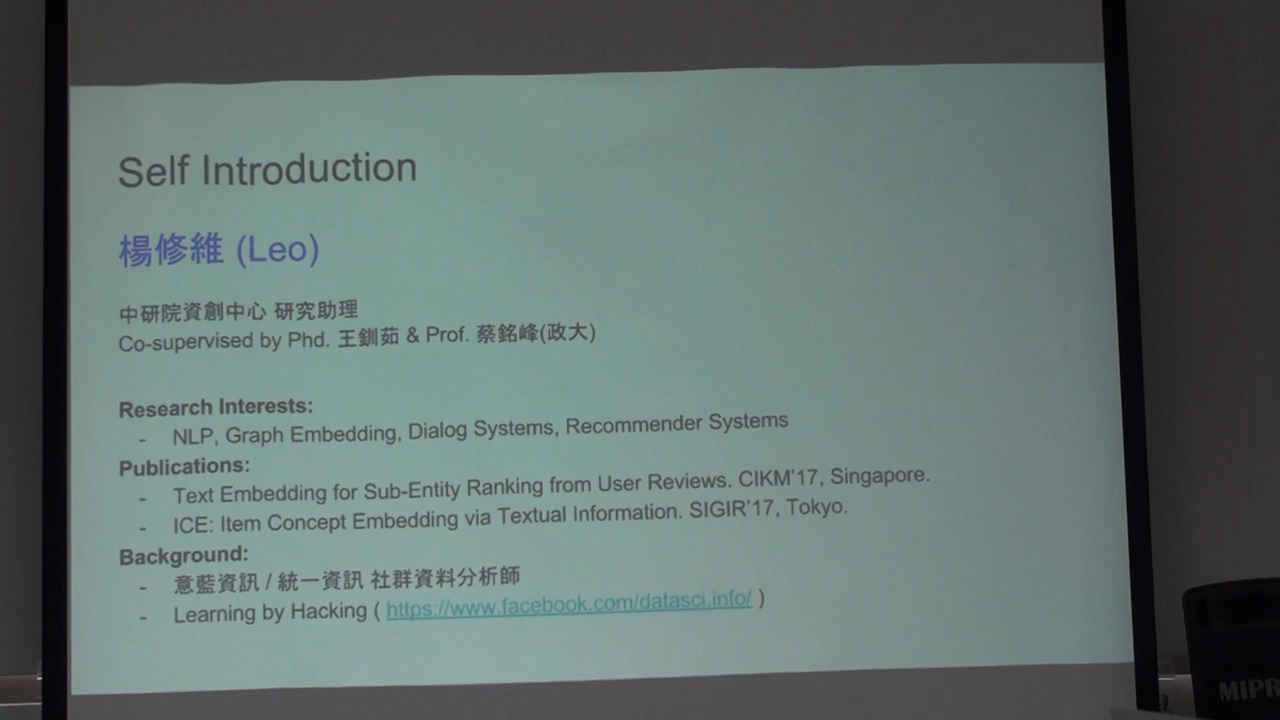 Self Introduction
楊修維 (Leo)
中研院資創中心 研究助理
Co-supervised by Phd. 王釧茹 & Prof. 蔡銘峰(政大)
Research Interests:
- NLP, Graph Embedding, Dialog Systems, Recommender Systems
Publications:
- Text Embedding for Sub-Entity Ranking from User Reviews. CIKM'17, Singapore.
- ICE: Item Concept Embedding via Textual Information. SIGIR'17, Tokyo.
Background:
- 意藍資訊 / 統一資訊 社群資料分析師
- Learning by Hacking ( https://www.facebook.com/datasci.info/ )
MIPR